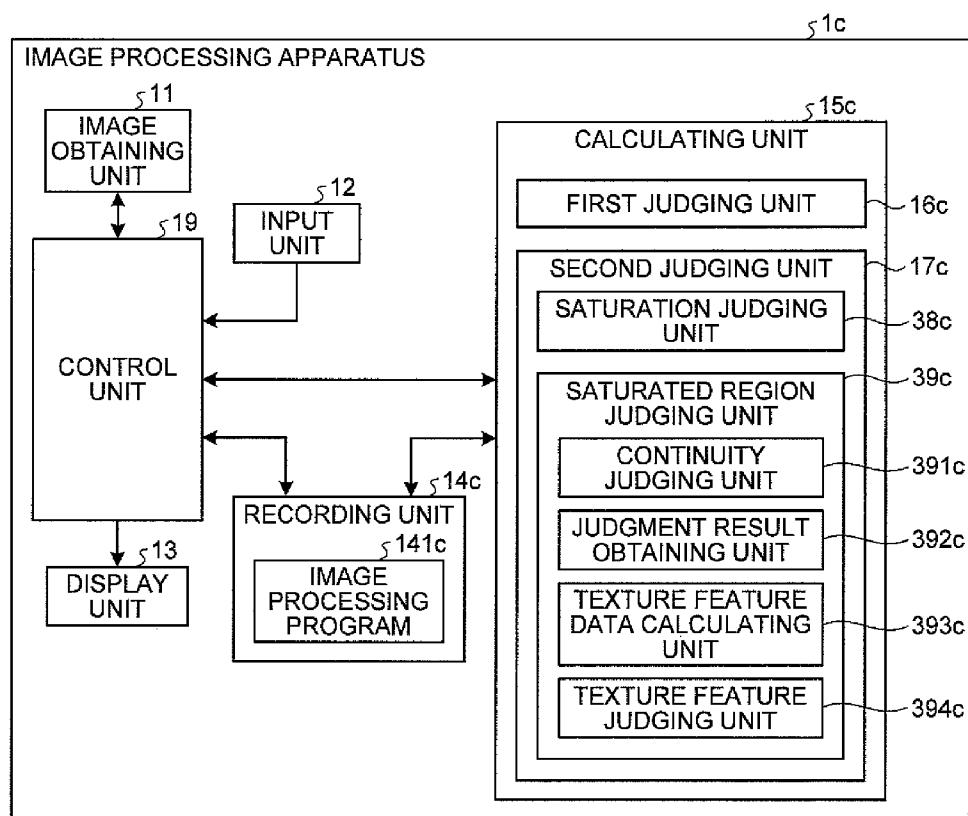 1c
IMAGE PROCESSING APPARATUS
11
IMAGE
OBTAINING
UNIT
12
INPUT
UNIT
19
CONTROL
UNIT
13
DISPLAY
UNIT
14c
RECORDING UNIT
141c
IMAGE
PROCESSING
PROGRAM
15c
CALCULATING UNIT
FIRST JUDGING UNIT
16c
SECOND JUDGING UNIT
17c
SATURATION JUDGING
UNIT
38c
SATURATED REGION
JUDGING UNIT
39c
CONTINUITY
JUDGING UNIT
391c
JUDGMENT RESULT
OBTAINING UNIT
392c
TEXTURE FEATURE
DATA CALCULATING
UNIT
393c
TEXTURE FEATURE
JUDGING UNIT
394c